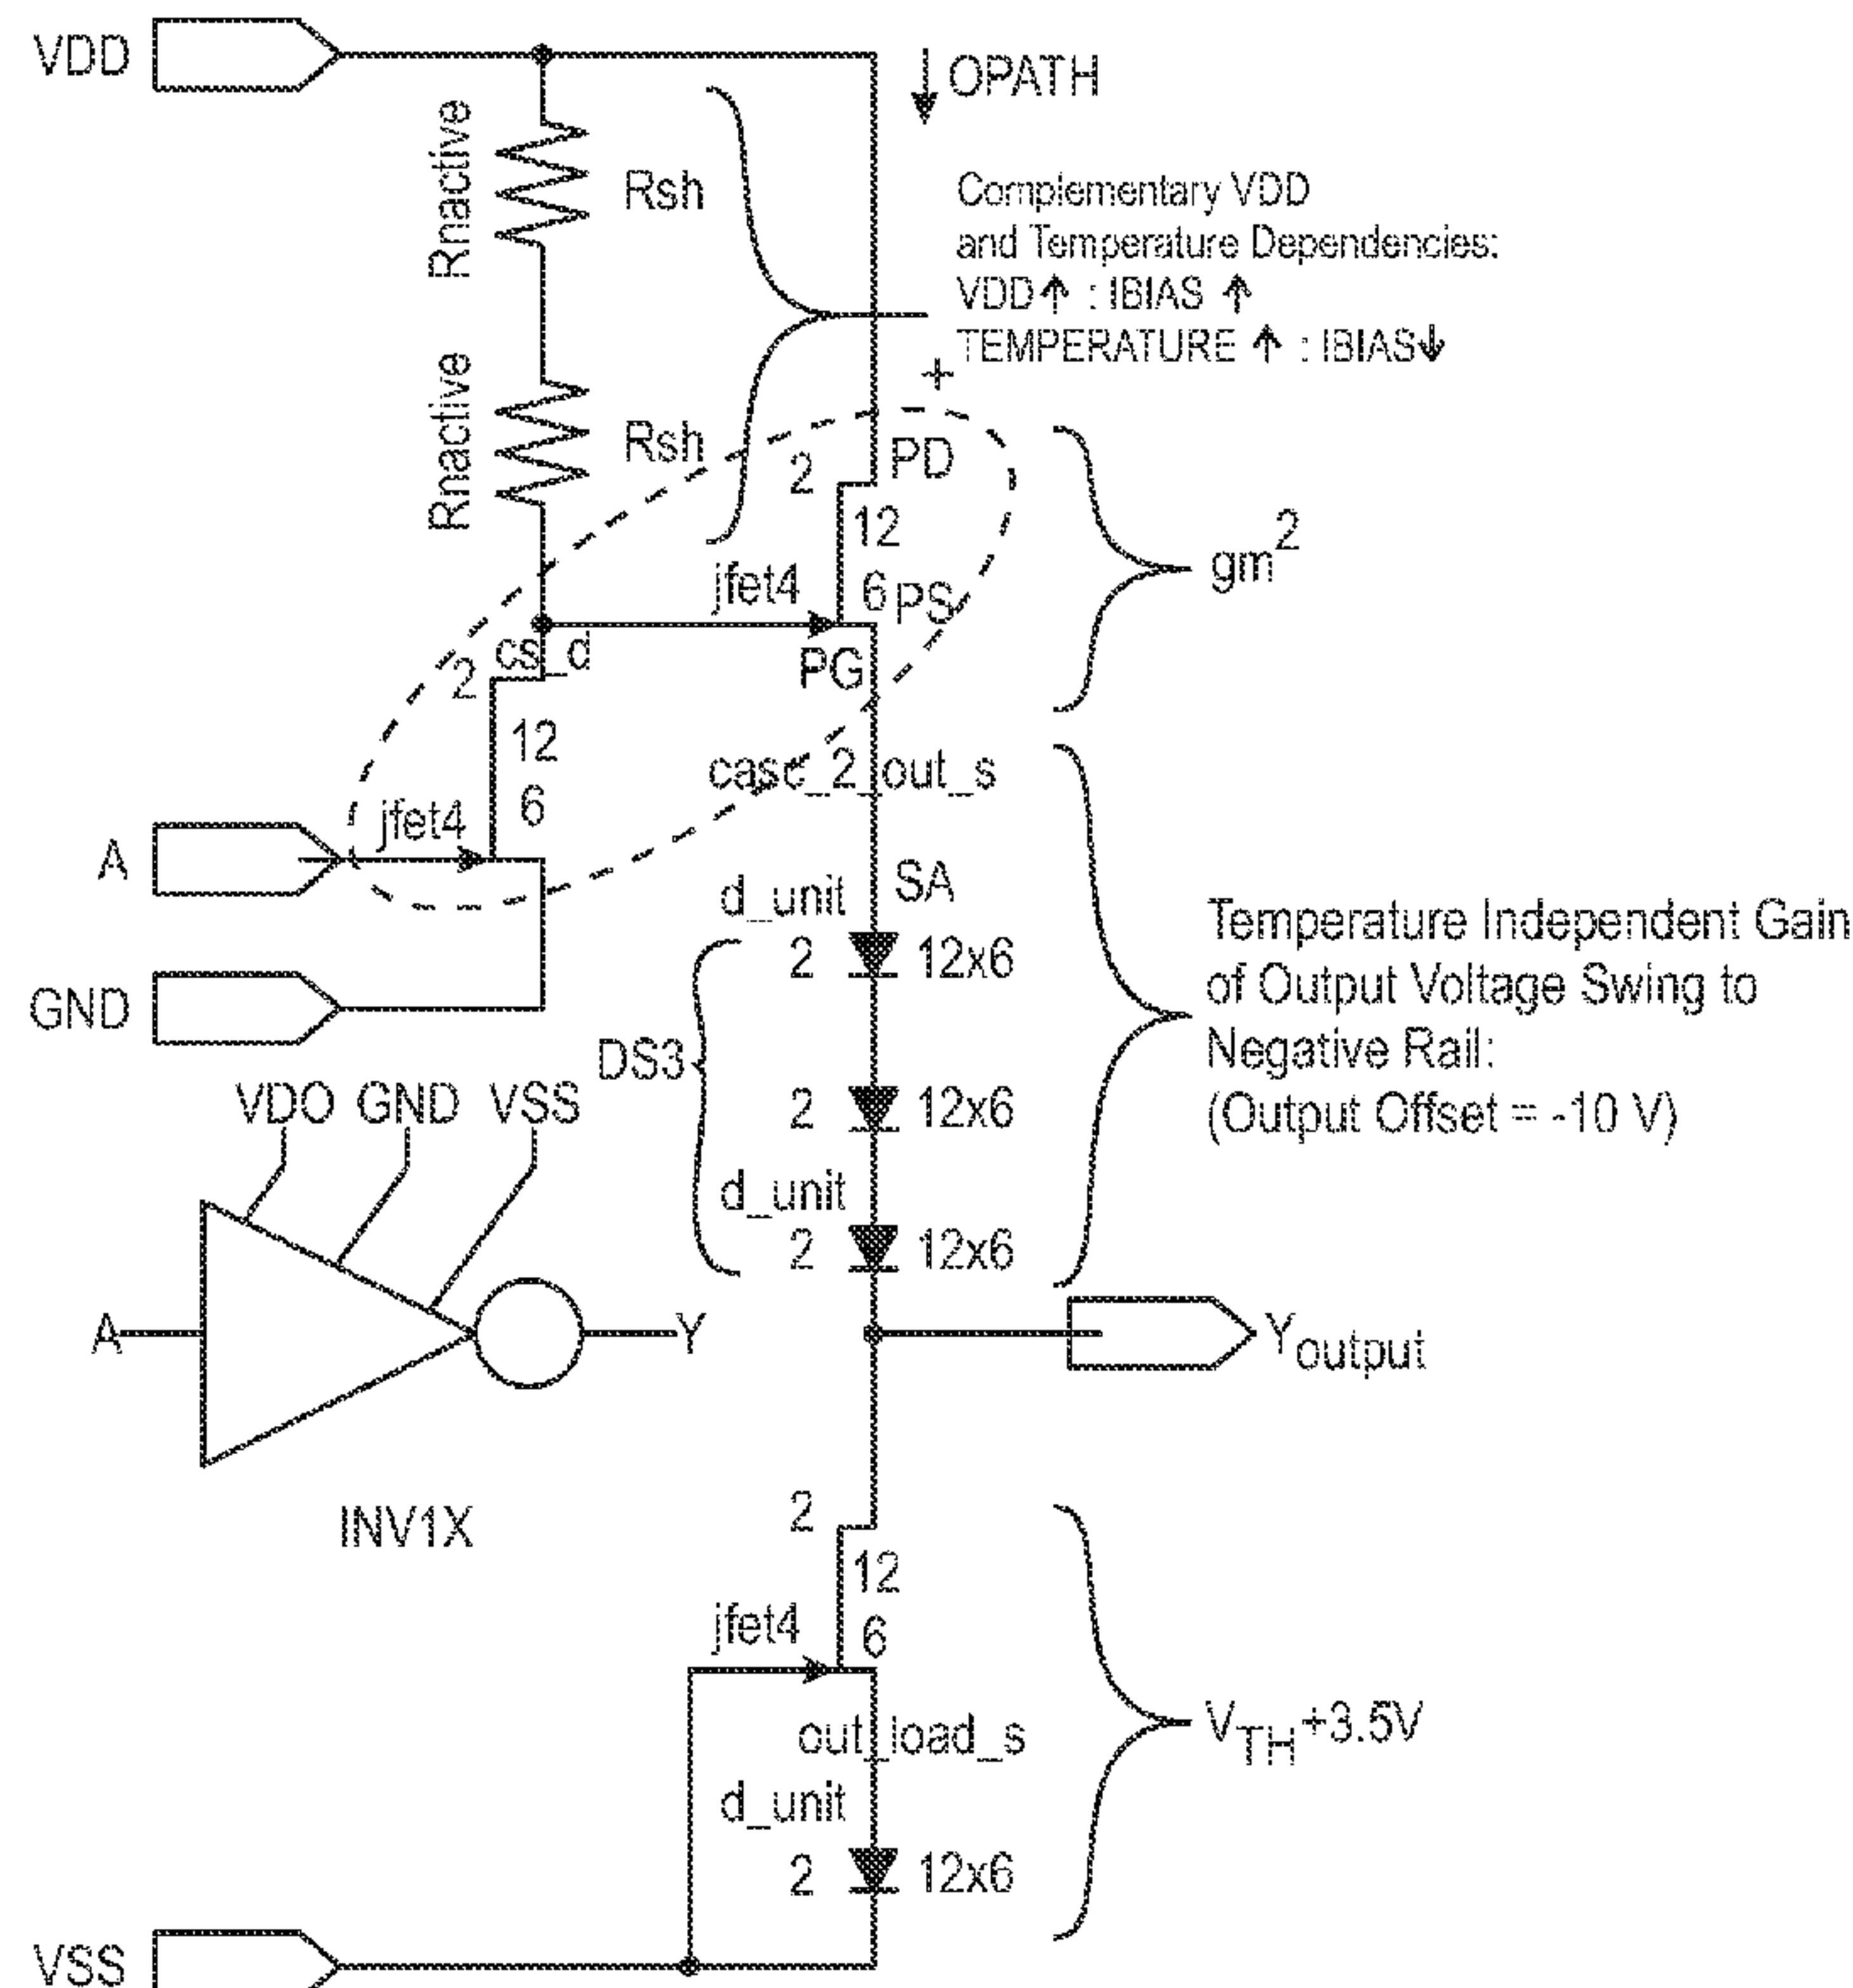 VDD
OPATH
Rnactive
Rsh
Complementary VDD
and Temperature Dependencies:
VDD↑ : IBIAS ↑
TEMPERATURE ↑ : IBIAS↓
+
Rnactive
Rsh
2
PD
12
gm2
jfet4
6
PS
cs_d
2
PG
12
case_2_out_s
6
jfet4
A
SA
d_unit
2
12x6
Temperature Independent Gain
of Output Voltage Swing to
Negative Rail:
(Output Offset = -10 V)
GND
DS3
VDO GND VSS
2
12x6
d_unit
2
12x6
A
Y
Youtput
INV1X
2
12
jfet4
6
out_load_s
VTH+3.5V
d_unit
2
12x6
VSS